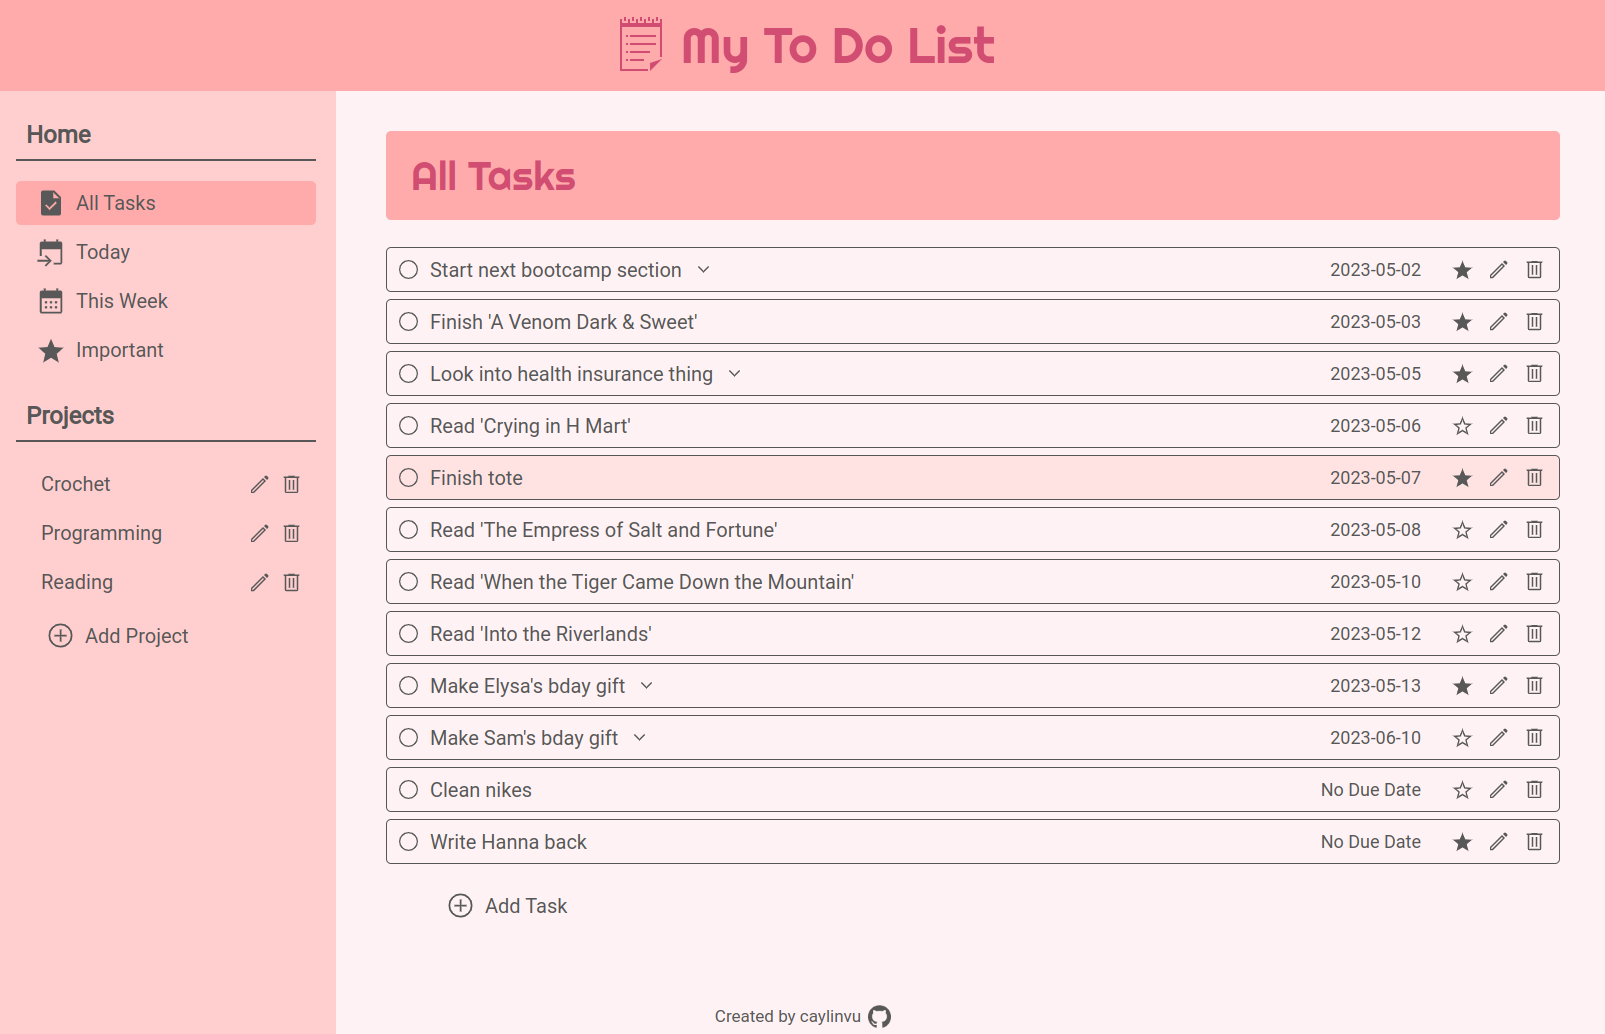 My To Do List
Home
All Tasks
Today
This Week
Important
Projects
Crochet
Programming
Reading
Add Project
All Tasks
Start next bootcamp section 2023-05-02
Finish 'A Venom Dark & Sweet' 2023-05-03
Look into health insurance thing 2023-05-05
Read 'Crying in H Mart' 2023-05-06
Finish tote 2023-05-07
Read 'The Empress of Salt and Fortune' 2023-05-08
Read 'When the Tiger Came Down the Mountain' 2023-05-10
Read 'Into the Riverlands' 2023-05-12
Make Elysa's bday gift 2023-05-13
Make Sam's bday gift 2023-06-10
Clean nikes No Due Date
Write Hanna back No Due Date
Add Task
Created by caylinvu